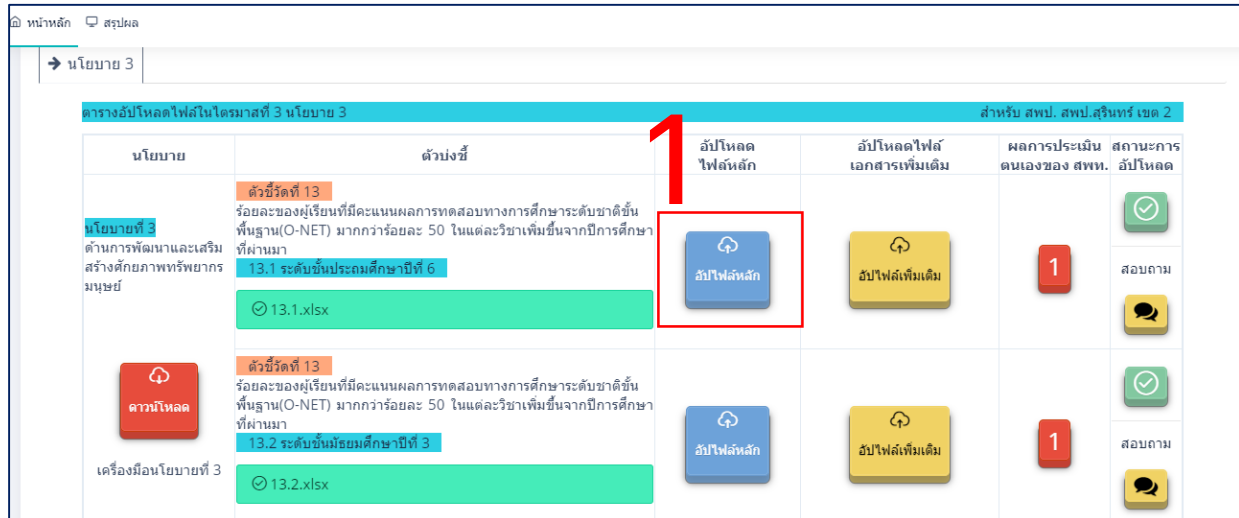 หน้าหลัก สรุปผล
นโยบาย 3
ตารางอัปโหลดไฟล์ในไตรมาสที่ 3 นโยบาย 3 สำหรับ สพป. สพป.สุรินทร์ เขต 2
1
นโยบาย ตัวบ่งชี้ อัปโหลด อัปโหลดไฟล์ ผลการประเมิน สถานะการ
ไฟล์หลัก เอกสารเพิ่มเติม ตนเองของ สพท. อัปโหลด
นโยบายที่ 3
ด้านการพัฒนาและเสริม
สร้างศักยภาพทรัพยากร
มนุษย์
ตัวชี้วัดที่ 13
ร้อยละของผู้เรียนที่มีคะแนนผลการทดสอบทางการศึกษาระดับชาติขั้น
พื้นฐาน(O-NET) มากกว่าร้อยละ 50 ในแต่ละวิชาเพิ่มขึ้นจากปีการศึกษา
ที่ผ่านมา
13.1 ระดับชั้นประถมศึกษาปีที่ 6
13.1.xlsx
อัปไฟล์หลัก
อัปไฟล์เพิ่มเติม
1
สอบถาม
ดาวน์โหลด
เครื่องมือนโยบายที่ 3
ตัวชี้วัดที่ 13
ร้อยละของผู้เรียนที่มีคะแนนผลการทดสอบทางการศึกษาระดับชาติขั้น
พื้นฐาน(O-NET) มากกว่าร้อยละ 50 ในแต่ละวิชาเพิ่มขึ้นจากปีการศึกษา
ที่ผ่านมา
13.2 ระดับชั้นมัธยมศึกษาปีที่ 3
13.2.xlsx
อัปไฟล์หลัก
อัปไฟล์เพิ่มเติม
1
สอบถาม